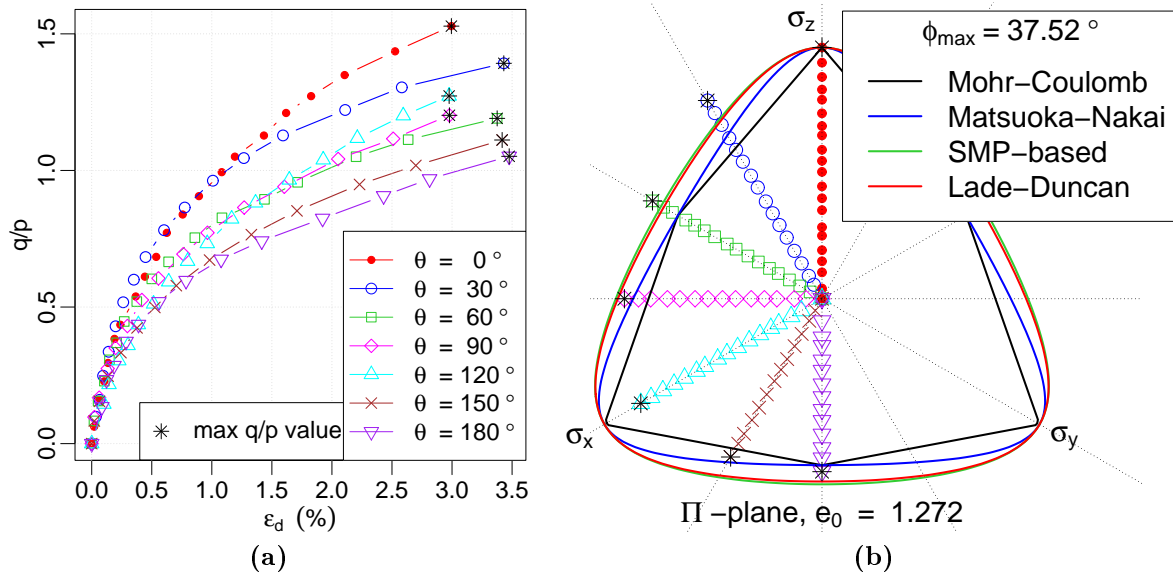 1.5
1.0
0.5
0.0
q/p
θ = 0 °
θ = 30 °
θ = 60 °
θ = 90 °
θ = 120 °
θ = 150 °
θ = 180 °
max q/p value
0.0 0.5 1.0 1.5 2.0 2.5 3.0 3.5
ε_d (%)
(a)
σ_z
ϕ_max = 37.52 °
Mohr−Coulomb
Matsuoka−Nakai
SMP−based
Lade−Duncan
σ_x
σ_y
Π −plane, e_0 = 1.272
(b)